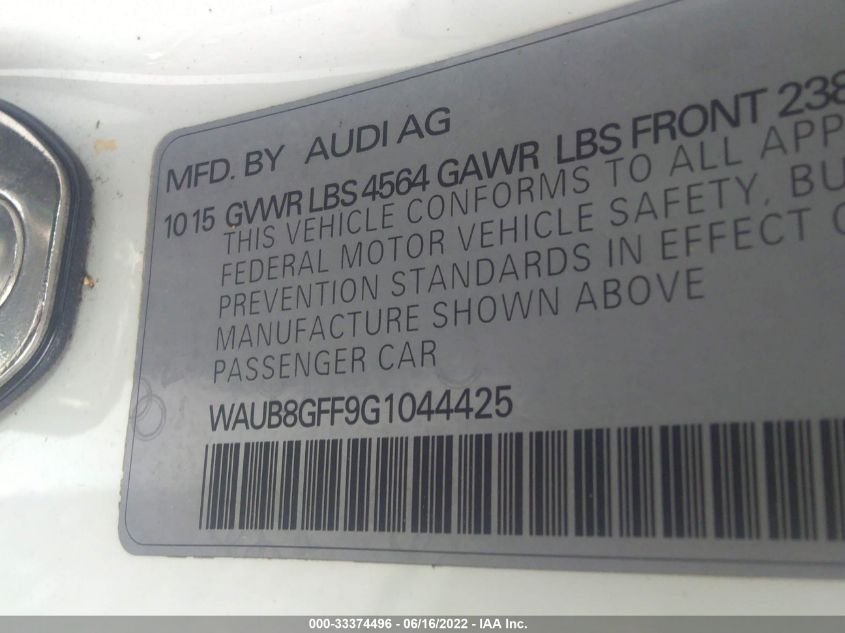 MFD. BY AUDI AG
10 15 GVWR LBS 4564 GAWR LBS FRONT 238
THIS VEHICLE CONFORMS TO ALL APP
FEDERAL MOTOR VEHICLE SAFETY, BU
PREVENTION STANDARDS IN EFFECT
MANUFACTURE SHOWN ABOVE
PASSENGER CAR
WAUB8GFF9G1044425
000-33374496 - 06/16/2022 - IAA Inc.